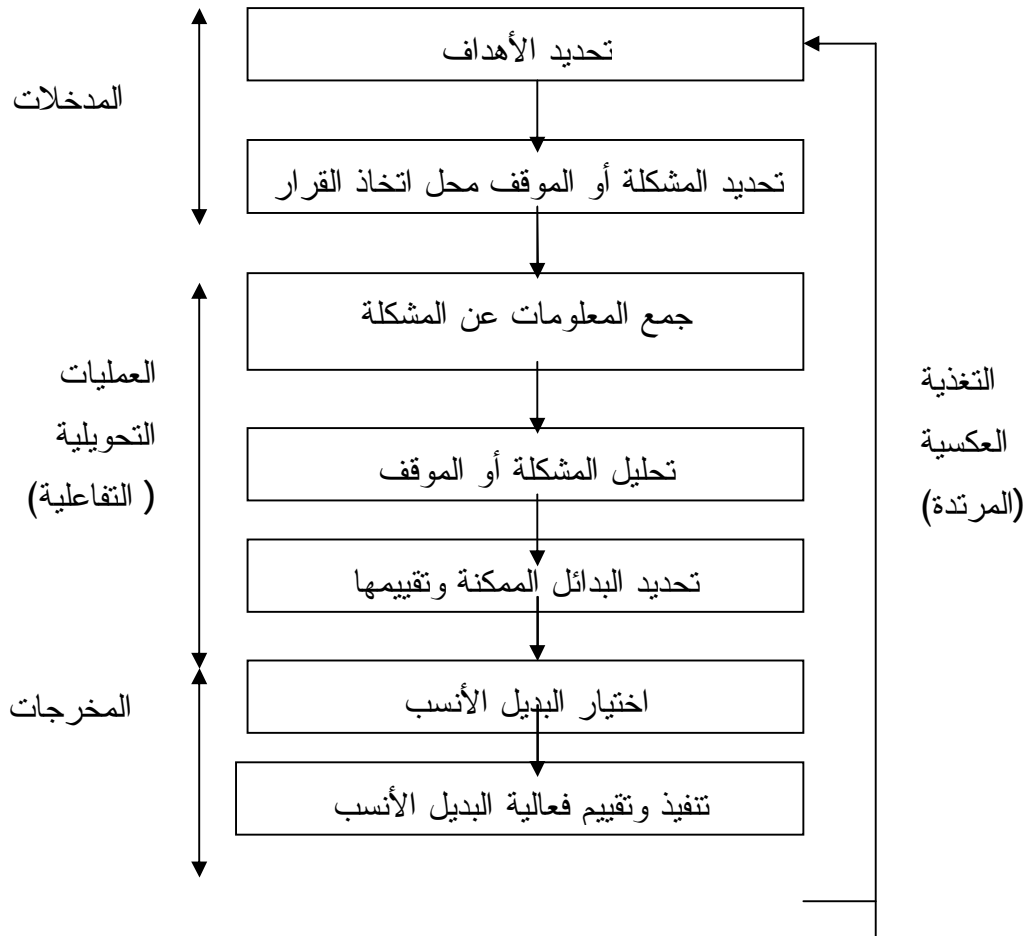 تحديد الأهداف
المدخلات
تحديد المشكلة أو الموقف محل اتخاذ القرار
جمع المعلومات عن المشكلة
العمليات
التحويلية
( التفاعلية)
التغذية
العكسية
(المرتدة)
تحليل المشكلة أو الموقف
تحديد البدائل الممكنة وتقييمها
اختيار البديل الأنسب
المخرجات
تنفيذ وتقييم فعالية البديل الأنسب